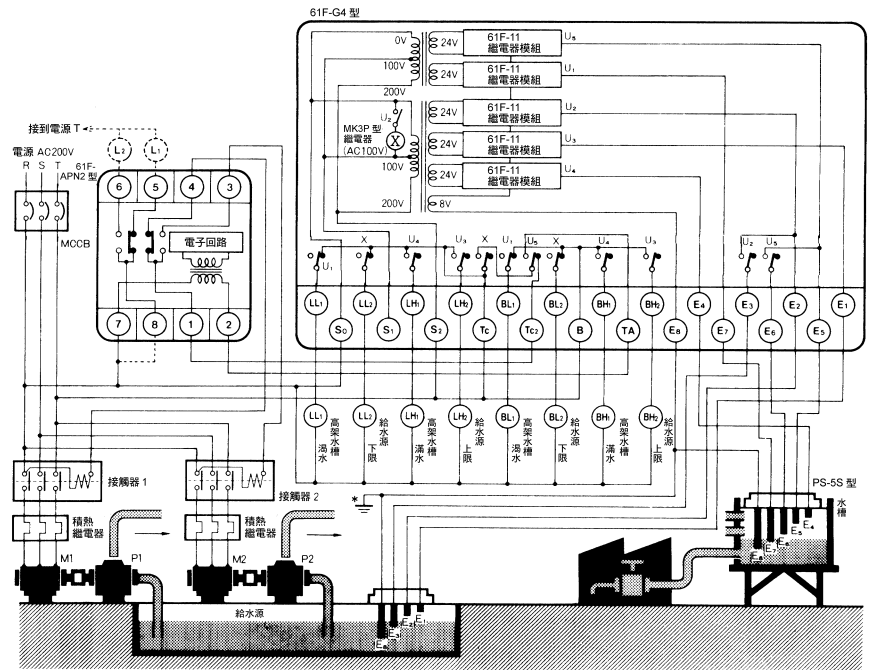 61F-G4 型
0V
100V
200V
24V
61F-11
繼電器模組
U5
24V
61F-11
繼電器模組
U1
24V
61F-11
繼電器模組
U2
24V
61F-11
繼電器模組
U3
24V
61F-11
繼電器模組
U4
8V
U2
X
MK3P 型
繼電器
(AC100V)
100V
200V
接到電源 T
L2
L1
電源 AC200V
R S T
61F-
APN2 型
MCCB
6 5 4 3
電子回路
7 8 1 2
U1 X U4 U3 X U1 U5 X U4 U3 U2 U5
LL1 LL2 LH1 LH2 BL1 BL2 BH1 BH2 E4 E3 E2 E1
S0 S1 S2 Tc Tc2 B TA E8 E7 E6 E5
LL1 LL2 LH1 LH2 BL1 BL2 BH1 BH2
高架水槽 渴水
給水源 下限
高架水槽 滿水
給水源 上限
高架水槽 渴水
給水源 下限
高架水槽 滿水
給水源 上限
接觸器 1
接觸器 2
積熱
繼電器
積熱
繼電器
*
M1 P1
M2 P2
給水源
E8 E3 E2 E1
PS-5S 型
水槽
E8 E7 E6 E5 E4